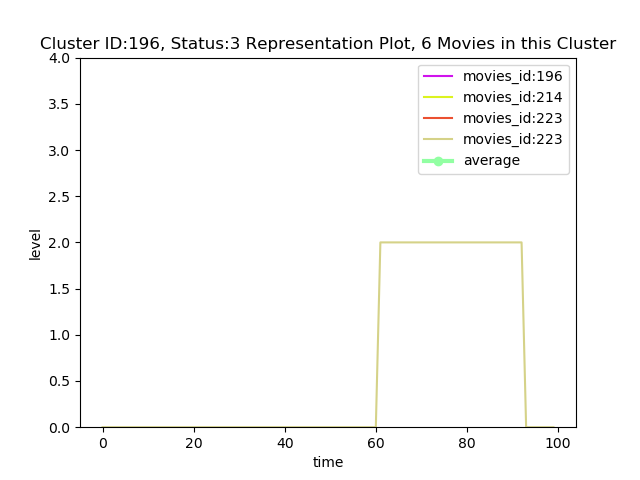 Cluster ID:196, Status:3 Representation Plot, 6 Movies in this Cluster
4.0
3.5
3.0
2.5
2.0
1.5
1.0
0.5
0.0
level
movies_id:196
movies_id:214
movies_id:223
movies_id:223
average
0 20 40 60 80 100
time